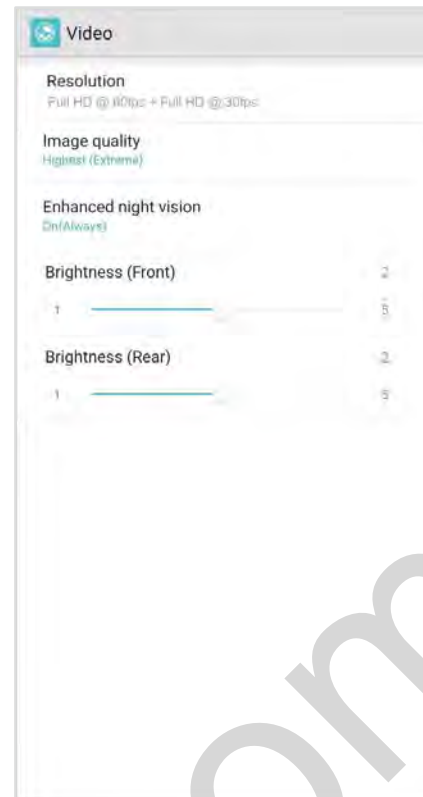 Video
Resolution
Full HD @ 60fps + Full HD @ 30fps
Image quality
Highest (Extreme)
Enhanced night vision
On(Always)
Brightness (Front) 2
1 5
Brightness (Rear) 2
1 5
om